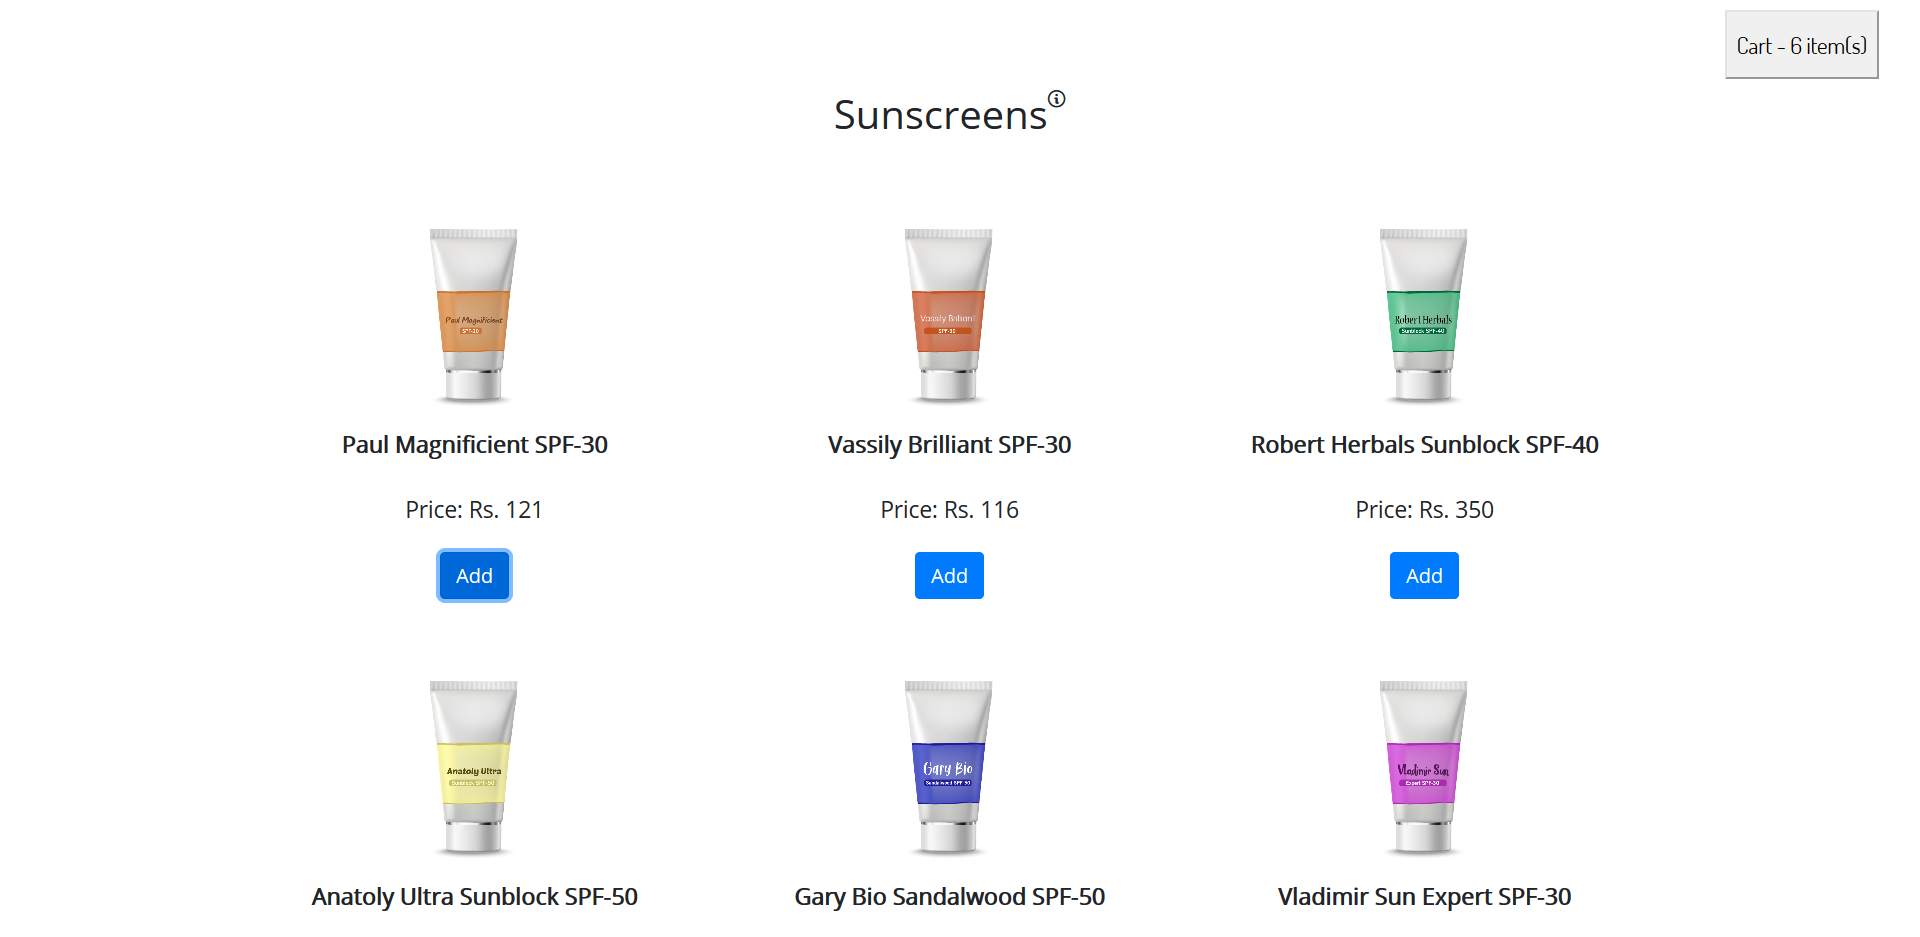 Cart - 6 item(s)
Sunscreens
Paul Magnificient
SPF-30
Vassily Briliant
SPF-30
Robert Herbals
Sunblock SPF-40
Paul Magnificient SPF-30
Vassily Brilliant SPF-30
Robert Herbals Sunblock SPF-40
Price: Rs. 121
Price: Rs. 116
Price: Rs. 350
Add
Add
Add
Anatoly Ultra
Sunblock SPF-50
Gary Bio
Sandalwood SPF-50
Vladimir Sun
Expert SPF-30
Anatoly Ultra Sunblock SPF-50
Gary Bio Sandalwood SPF-50
Vladimir Sun Expert SPF-30